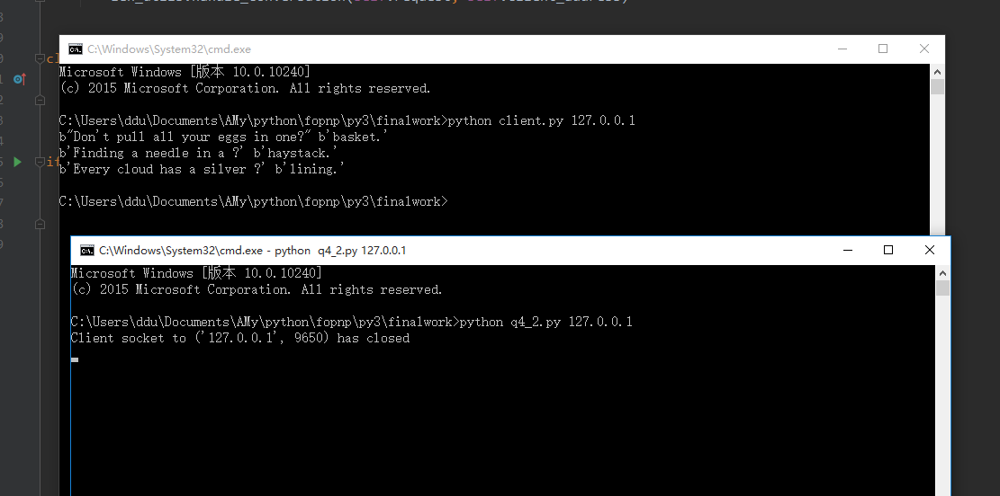 C:\Windows\System32\cmd.exe
Microsoft Windows [版本 10.0.10240]
(c) 2015 Microsoft Corporation. All rights reserved.
C:\Users\ddu\Documents\AMy\python\fopnp\py3\finalwork>python client.py 127.0.0.1
b"Don't pull all your eggs in one?" b'basket.'
b'Finding a needle in a ?' b'haystack.'
b'Every cloud has a silver ?' b'lining.'
C:\Users\ddu\Documents\AMy\python\fopnp\py3\finalwork>
C:\Windows\System32\cmd.exe - python  q4_2.py 127.0.0.1
Microsoft Windows [版本 10.0.10240]
(c) 2015 Microsoft Corporation. All rights reserved.
C:\Users\ddu\Documents\AMy\python\fopnp\py3\finalwork>python q4_2.py 127.0.0.1
Client socket to ('127.0.0.1', 9650) has closed